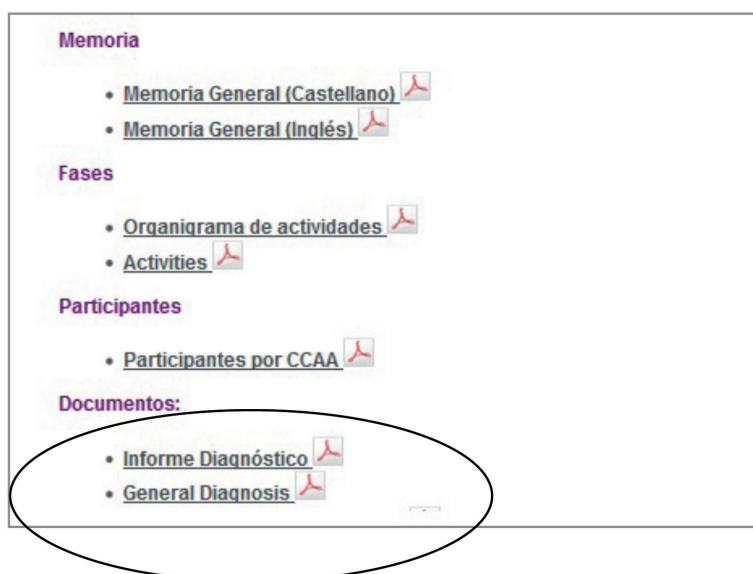 Memoria
• Memoria General (Castellano)
• Memoria General (Inglés)
Fases
• Organigrama de actividades
• Activities
Participantes
• Participantes por CCAA
Documentos:
• Informe Diagnóstico
• General Diagnosis